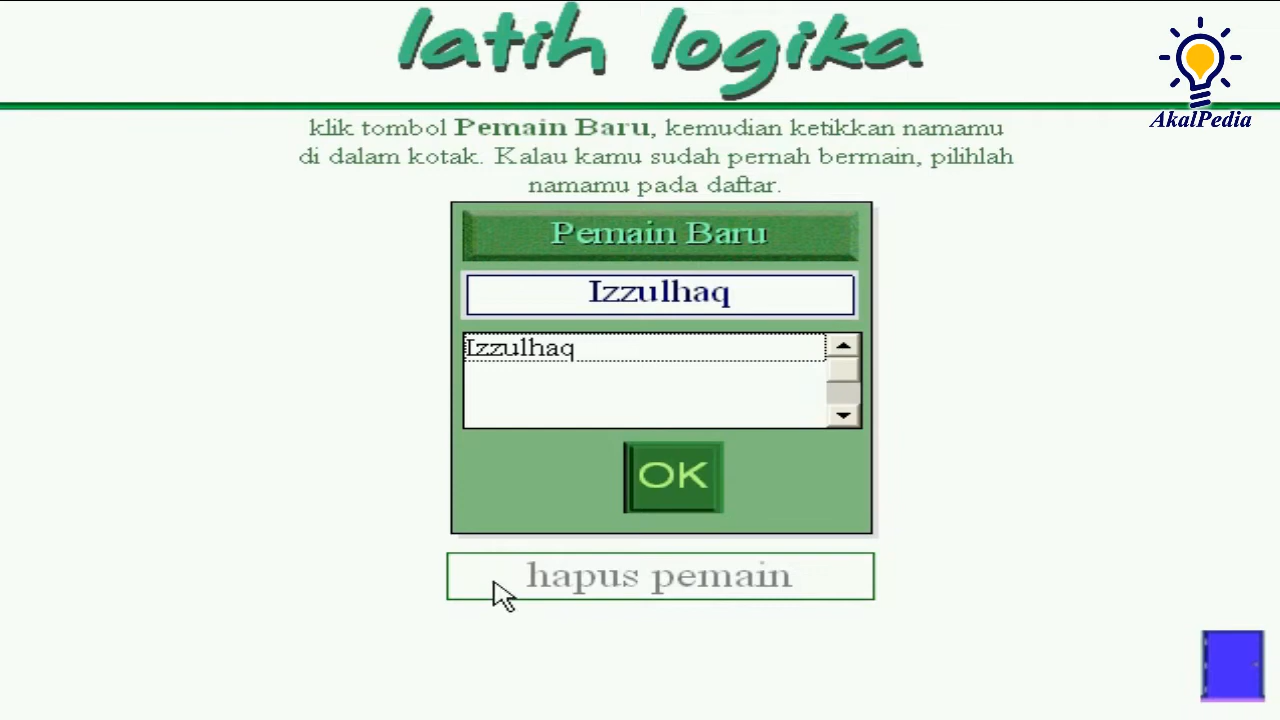 latih logika
AkalPedia
klik tombol Pemain Baru, kemudian ketikkan namamu
di dalam kotak. Kalau kamu sudah pernah bermain, pilihlah
namamu pada daftar.
Pemain Baru
Izzulhaq
Izzulhaq
OK
hapus pemain